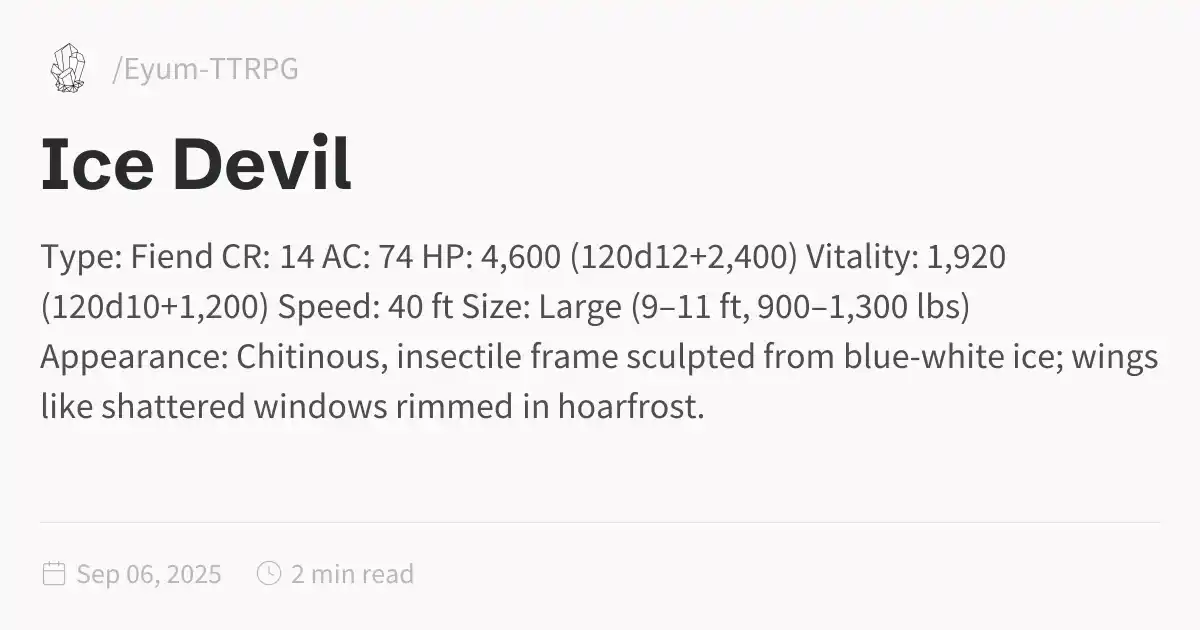 /Eyum-TTRPG
Ice Devil
Type: Fiend CR: 14 AC: 74 HP: 4,600 (120d12+2,400) Vitality: 1,920
(120d10+1,200) Speed: 40 ft Size: Large (9–11 ft, 900–1,300 lbs)
Appearance: Chitinous, insectile frame sculpted from blue-white ice; wings
like shattered windows rimmed in hoarfrost.
Sep 06, 2025 2 min read